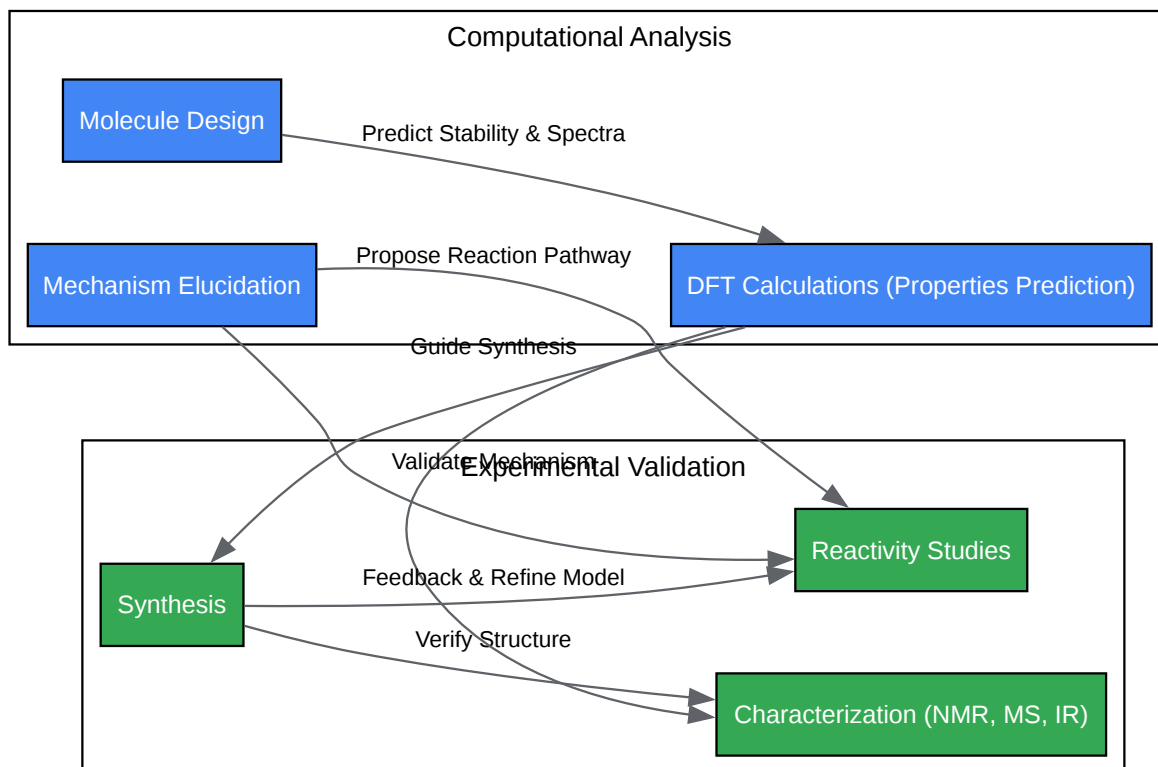 Computational Analysis
Molecule Design
Predict Stability & Spectra
Mechanism Elucidation
Propose Reaction Pathway
DFT Calculations (Properties Prediction)
Guide Synthesis
Validate Mechanism
Experimental Validation
Reactivity Studies
Synthesis
Feedback & Refine Model
Verify Structure
Characterization (NMR, MS, IR)